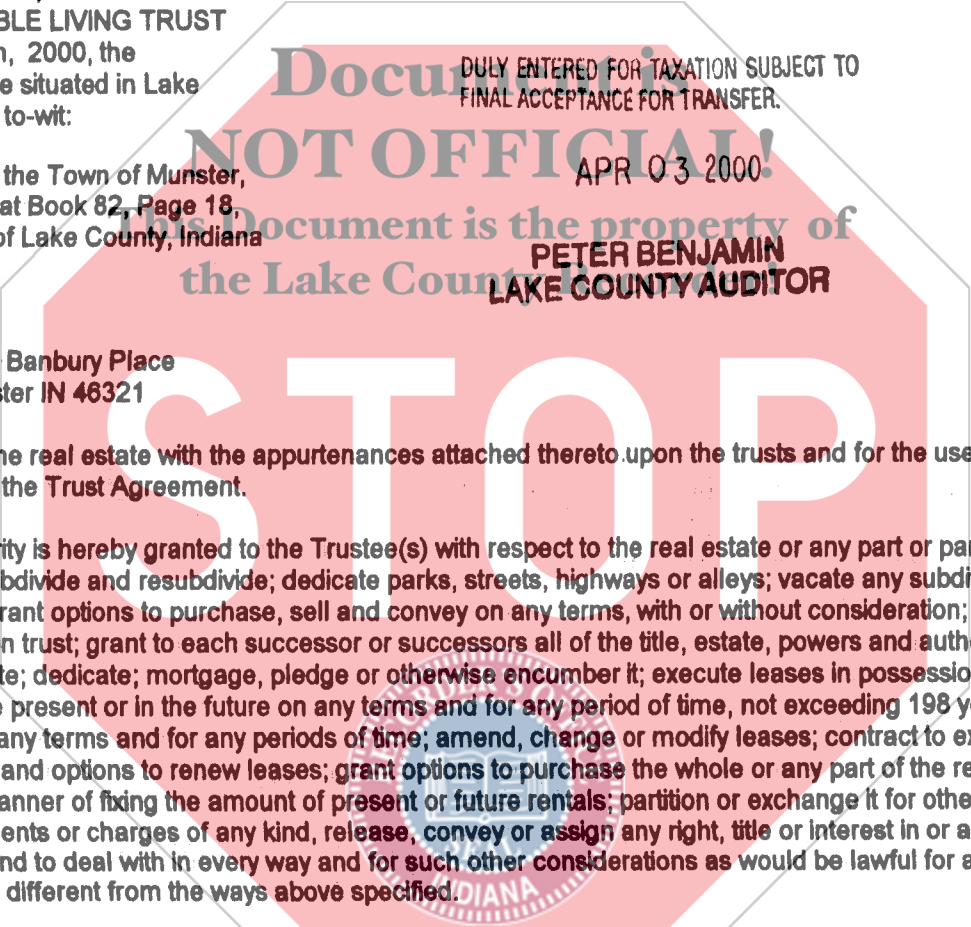 BLE LIVING TRUST
, 2000, the
e situated in Lake
to-wit:
the Town of Munster,
at Book 82, Page 18,
of Lake County, Indiana
Document is
NOT OFFICIAL!
This Document is the property of
the Lake County Recorder!
DULY ENTERED FOR TAXATION SUBJECT TO
FINAL ACCEPTANCE FOR TRANSFER.
APR 03 2000
PETER BENJAMIN
LAKE COUNTY AUDITOR
Banbury Place
ster IN 46321
STOP
he real estate with the appurtenances attached thereto upon the trusts and for the use
the Trust Agreement.
rity is hereby granted to the Trustee(s) with respect to the real estate or any part or par
bdivide and resubdivide; dedicate parks, streets, highways or alleys; vacate any subdi
rant options to purchase, sell and convey on any terms, with or without consideration;
n trust; grant to each successor or successors all of the title, estate, powers and autho
te; dedicate; mortgage, pledge or otherwise encumber it; execute leases in possessio
e present or in the future on any terms and for any period of time, not exceeding 198 y
any terms and for any periods of time; amend, change or modify leases; contract to ex
and options to renew leases; grant options to purchase the whole or any part of the re
anner of fixing the amount of present or future rentals; partition or exchange it for othe
ents or charges of any kind, release, convey or assign any right, title or interest in or a
nd to deal with in every way and for such other considerations as would be lawful for a
different from the ways above specified.
SEAL
INDIANA